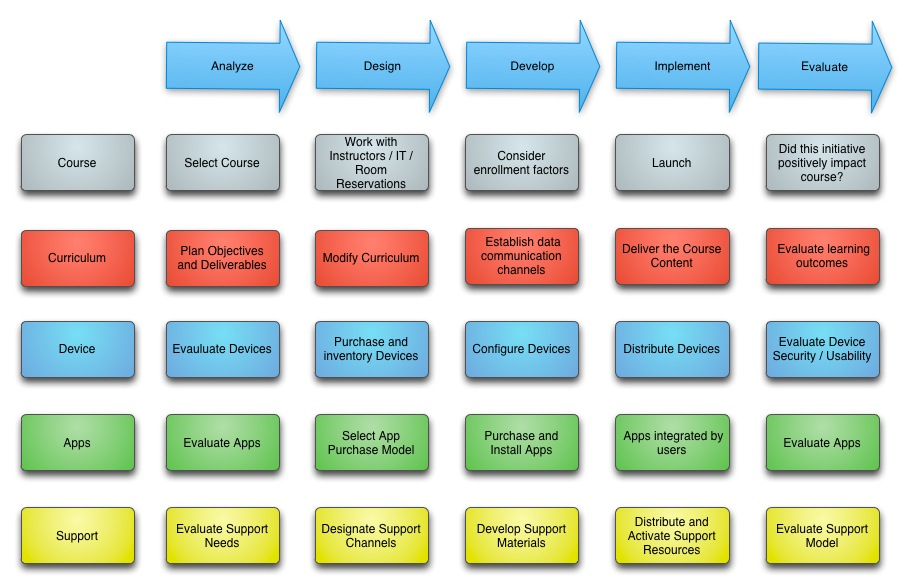 Analyze
Design
Develop
Implement
Evaluate
Course
Select Course
Work with
Instructors / IT /
Room
Reservations
Consider
enrollment factors
Launch
Did this initiative
positively impact
course?
Curriculum
Plan Objectives
and Deliverables
Modify Curriculum
Establish data
communication
channels
Deliver the Course
Content
Evaluate learning
outcomes
Device
Evauluate Devices
Purchase and
inventory Devices
Configure Devices
Distribute Devices
Evaluate Device
Security / Usability
Apps
Evaluate Apps
Select App
Purchase Model
Purchase and
Install Apps
Apps integrated by
users
Evaluate Apps
Support
Evaluate Support
Needs
Designate Support
Channels
Develop Support
Materials
Distribute and
Activate Support
Resources
Evaluate Support
Model